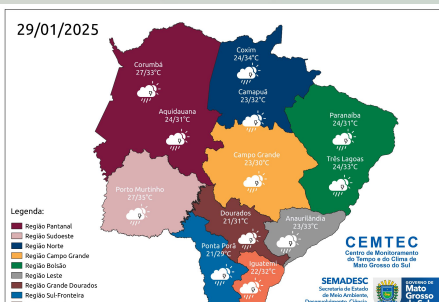 29/01/2025
Coxim
24/34°C
Corumbá
27/33°C
Camapuã
23/32°C
Aquidauana
24/31°C
Paranaíba
24/31°C
Campo Grande
23/30°C
Três Lagoas
24/33°C
Porto Murtinho
27/35°C
Dourados
21/31°C
Anaurilândia
23/33°C
Ponta Porã
21/29°C
Iguatemi
22/32°C
Legenda:
Região Pantanal
Região Sudoeste
Região Norte
Região Campo Grande
Região Bolsão
Região Leste
Região Grande Dourados
Região Sul-Fronteira
CEMTEC
Centro de Monitoramento
do Tempo e do Clima de
Mato Grosso do Sul
SEMADESC
Secretaria de Estado
de Meio Ambiente,
Desenvolvimento, Ciência,
GOVERNO DE
Mato
Grosso